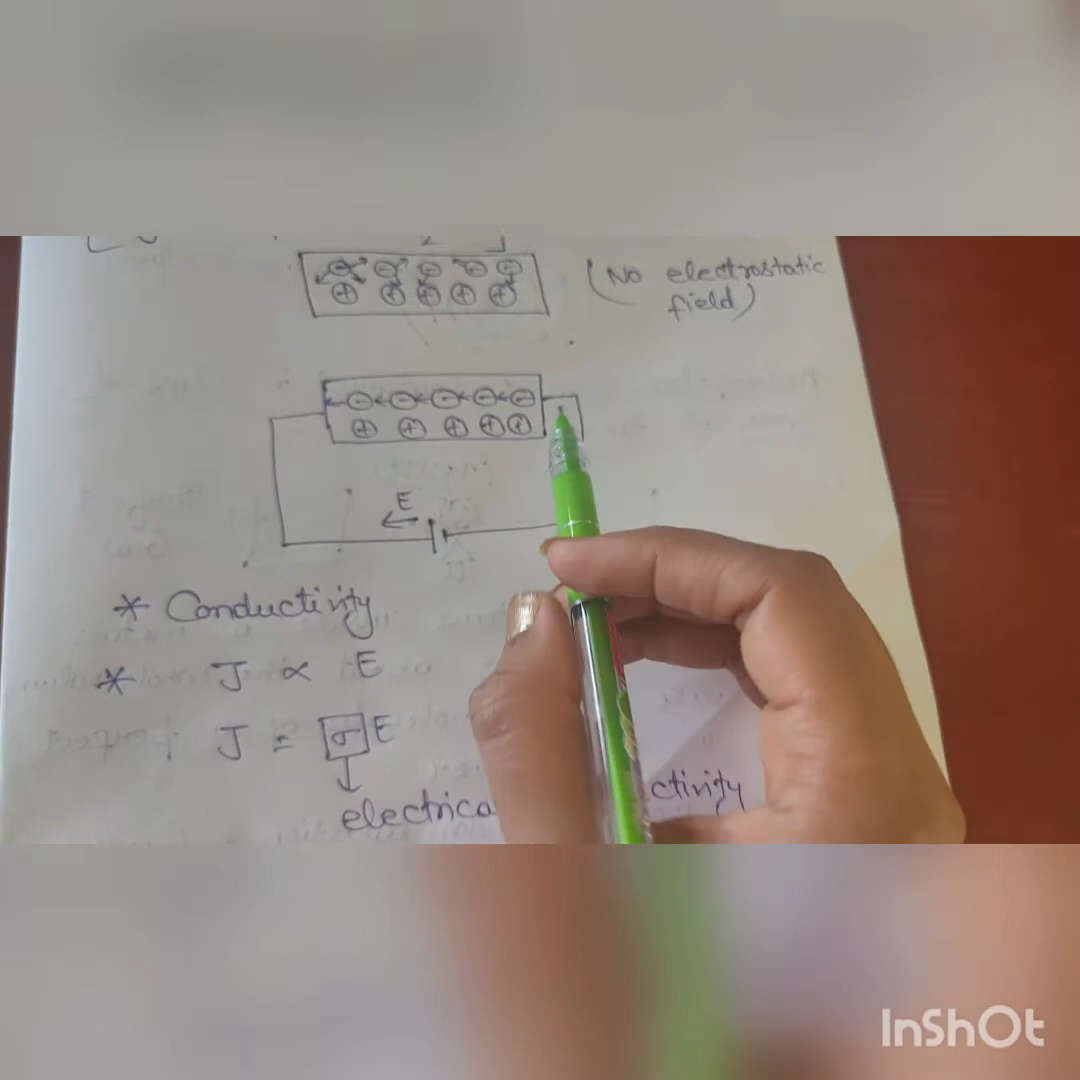 (No electrostatic
field)
E
* Conductivity
* J ∝ E
J = σ E
electrica ctivity
InShOt